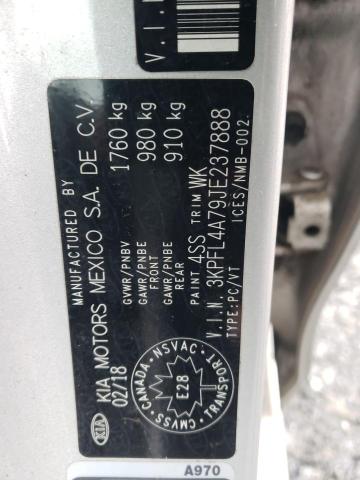 MANUFACTURED BY
KIA KIA MOTORS MEXICO S.A. DE C.V.
02/18
GVWR/PNBV 1760 kg
GAWR/PNBE FRONT 980 kg
GAWR/PNBE REAR 910 kg
PAINT 4SS TRIM WK
V.I.N. 3KPFL4A79JE237888
TYPE:PC/VT ICES/NMB-002.
CANADA NSVAC TRANSPORT CMVSS
E28
A970
V.I.N